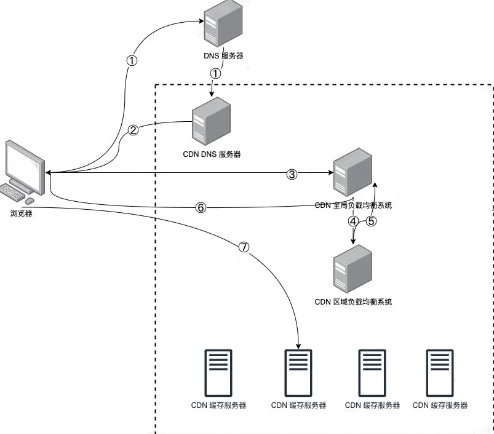 DNS 服务器
①
①
②
CDN DNS 服务器
③
浏览器
CDN 全局负载均衡系统
⑥
④
⑤
⑦
CDN 区域负载均衡系统
CDN 缓存服务器
CDN 缓存服务器
CDN 缓存服务器
CDN 缓存服务器